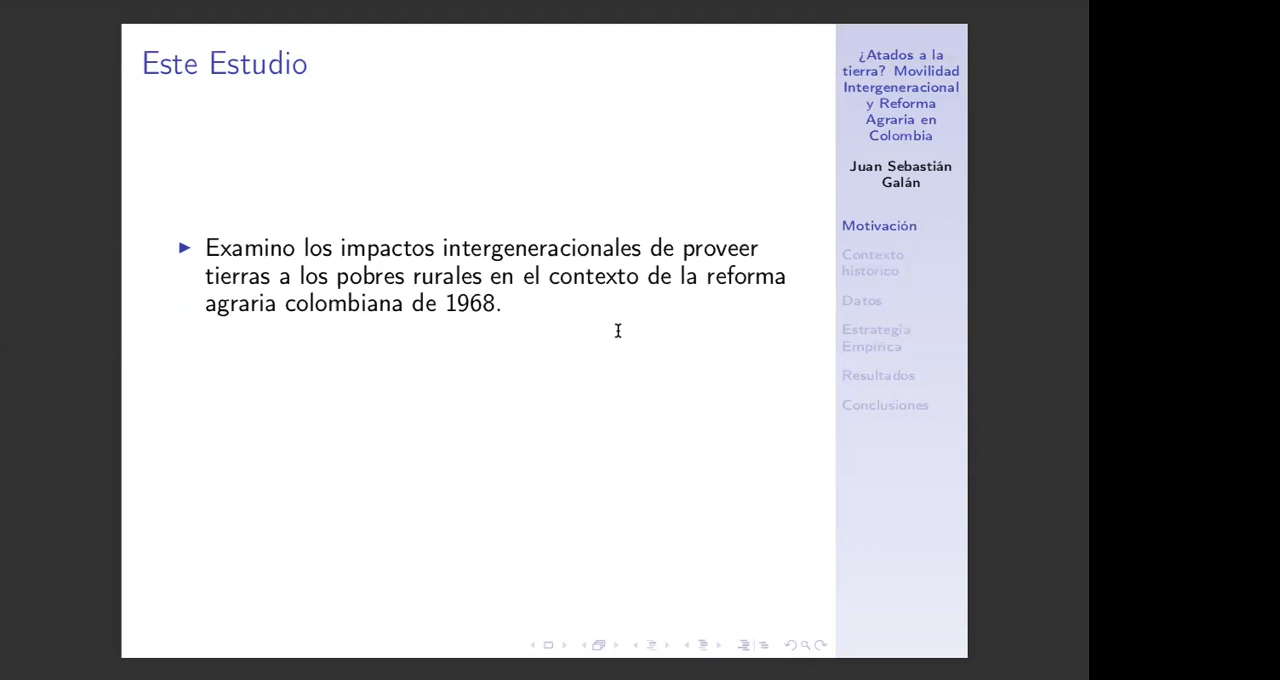 Este Estudio
Examino los impactos intergeneracionales de proveer
tierras a los pobres rurales en el contexto de la reforma
agraria colombiana de 1968.
¿Atados a la
tierra? Movilidad
Intergeneracional
y Reforma
Agraria en
Colombia
Juan Sebastián
Galán
Motivación
Contexto
histórico
Datos
Estrategia
Empírica
Resultados
Conclusiones